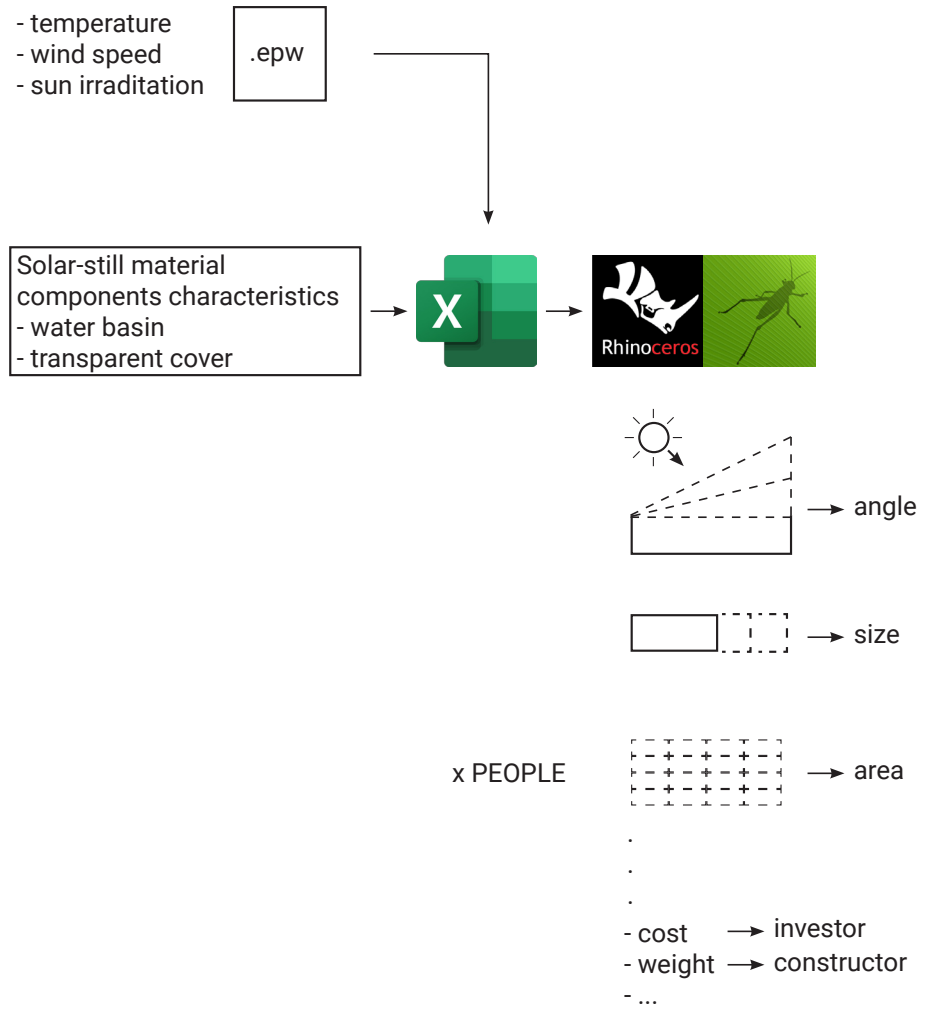 - temperature
- wind speed
- sun irraditation
.epw
Solar-still material
components characteristics
- water basin
- transparent cover
X
Rhinoceros
angle
size
x PEOPLE
area
.
.
.
- cost
investor
- weight
constructor
- ...